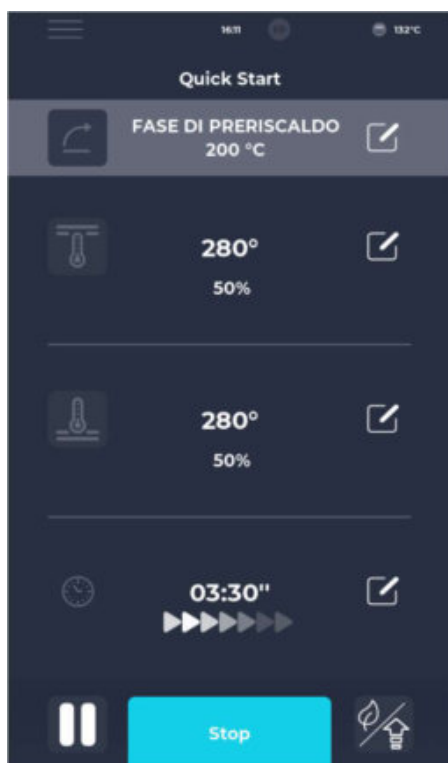 16:11
132°C
Quick Start
FASE DI PRERISCALDO
200 °C
280°
50%
280°
50%
03:30"
Stop